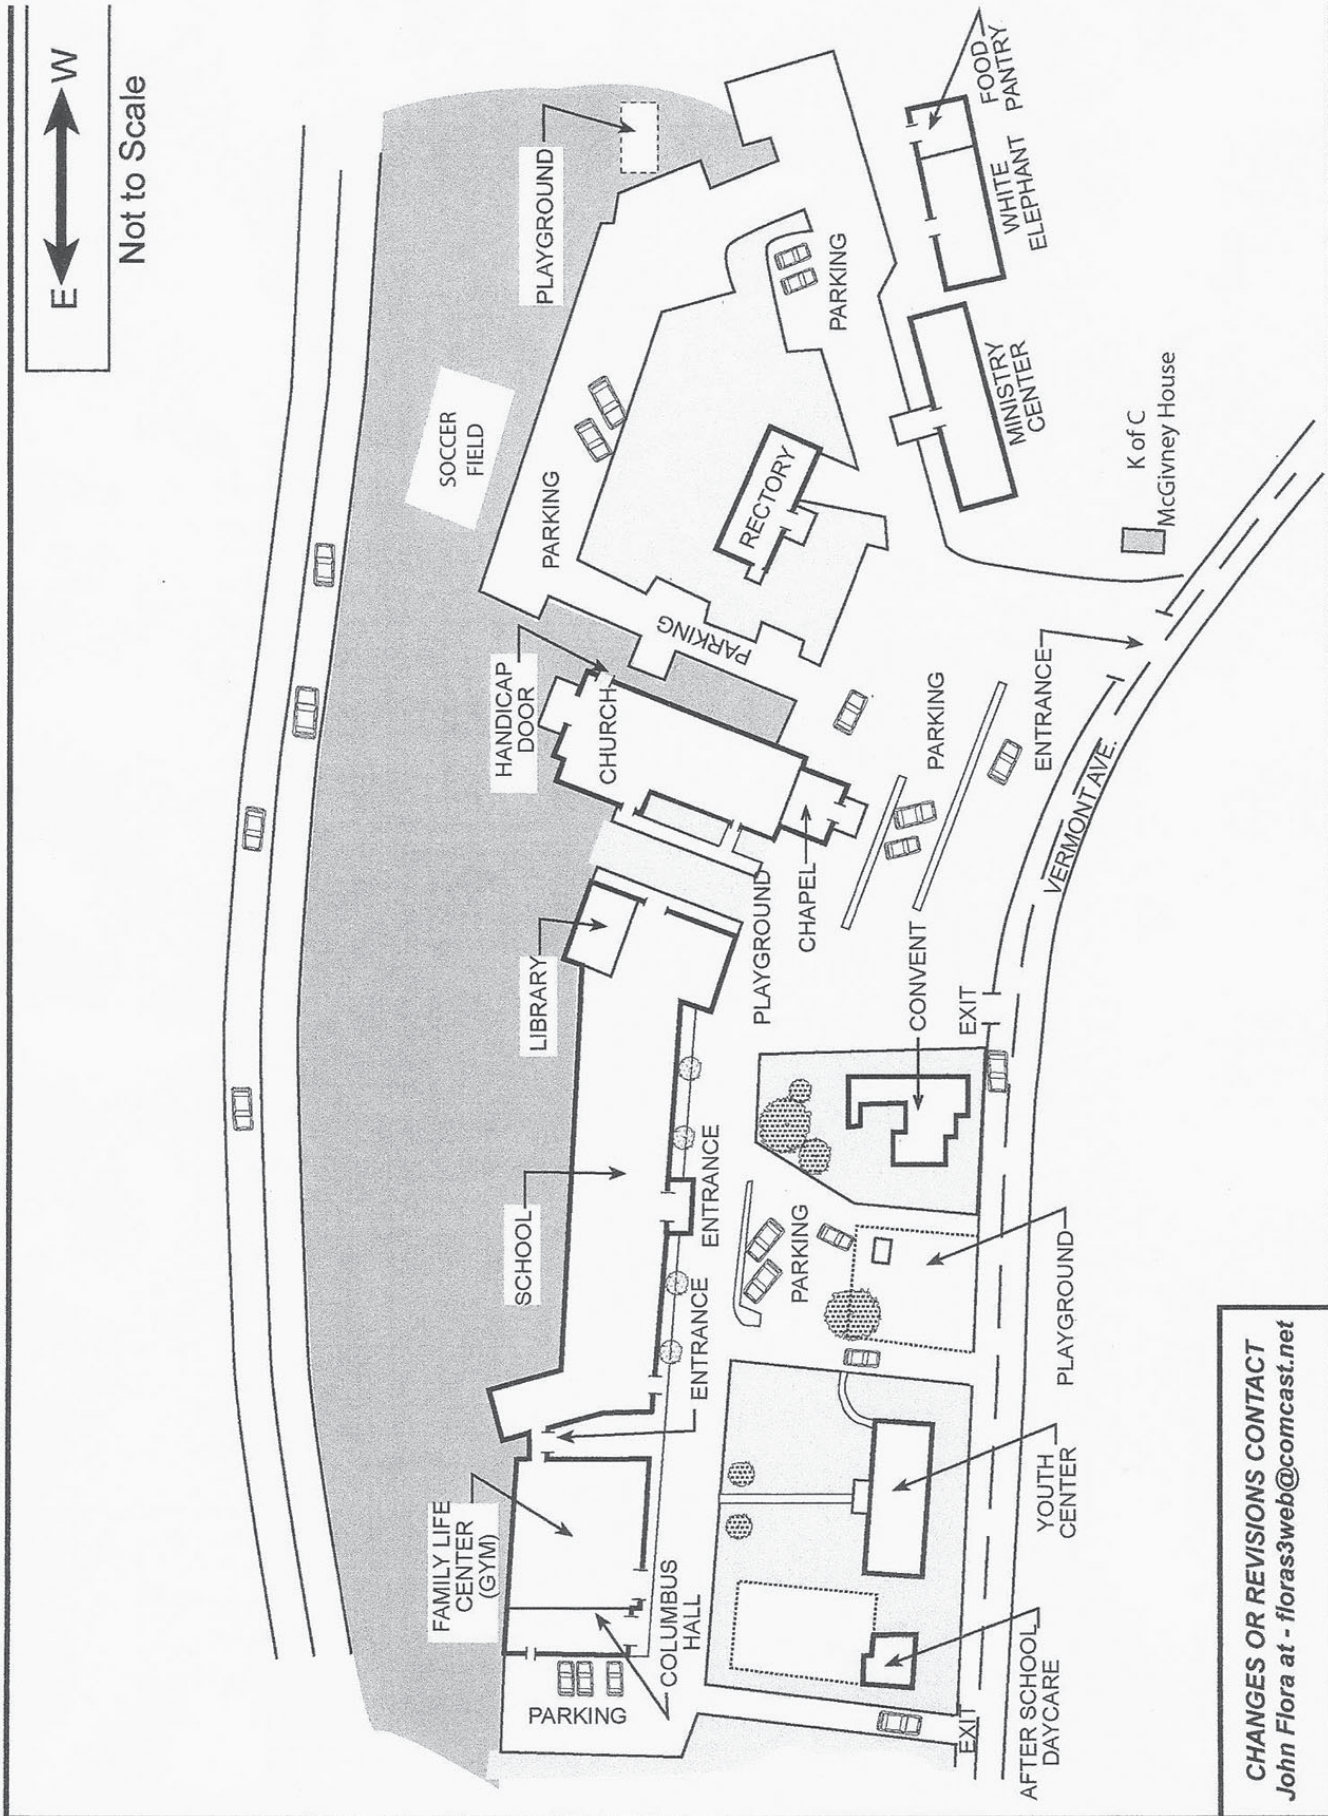 E W
Not to Scale
PLAYGROUND
SOCCER
FIELD
PARKING
PARKING
FOOD
PANTRY
WHITE
ELEPHANT
MINISTRY
CENTER
RECTORY
K of C
McGivney House
PARKING
HANDICAP
DOOR
CHURCH
PARKING
ENTRANCE
VERMONT AVE.
CHAPEL
PLAYGROUND
LIBRARY
CONVENT
EXIT
SCHOOL
ENTRANCE
ENTRANCE
PARKING
PLAYGROUND
FAMILY LIFE
CENTER
(GYM)
COLUMBUS
HALL
YOUTH
CENTER
PARKING
AFTER SCHOOL
DAYCARE
EXIT
CHANGES OR REVISIONS CONTACT
John Flora at - floras3web@comcast.net